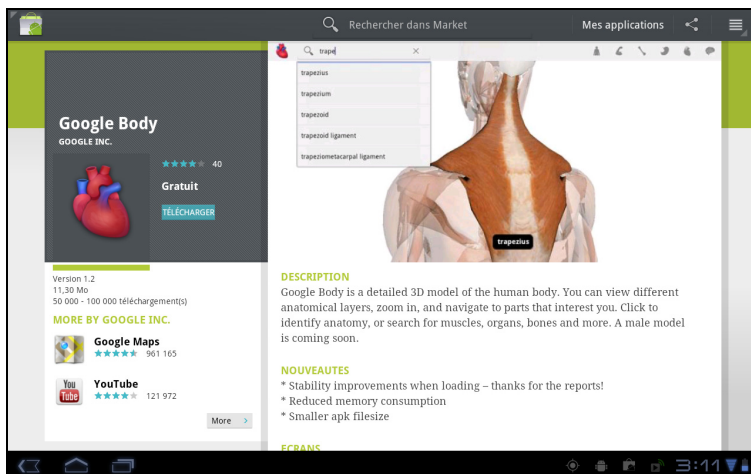 Rechercher dans Market
Mes applications
Google Body
GOOGLE INC.
40
Gratuit
TÉLÉCHARGER
Version 1.2
11,30 Mo
50 000 - 100 000 téléchargement(s)
MORE BY GOOGLE INC.
Google Maps
961 165
You
Tube
YouTube
121 972
More
trape
trapezius
trapezium
trapezoid
trapezoid ligament
trapeziometacarpal ligament
trapezius
DESCRIPTION
Google Body is a detailed 3D model of the human body. You can view different
anatomical layers, zoom in, and navigate to parts that interest you. Click to
identify anatomy, or search for muscles, organs, bones and more. A male model
is coming soon.
NOUVEAUTES
* Stability improvements when loading – thanks for the reports!
* Reduced memory consumption
* Smaller apk filesize
ECRANS
3:11